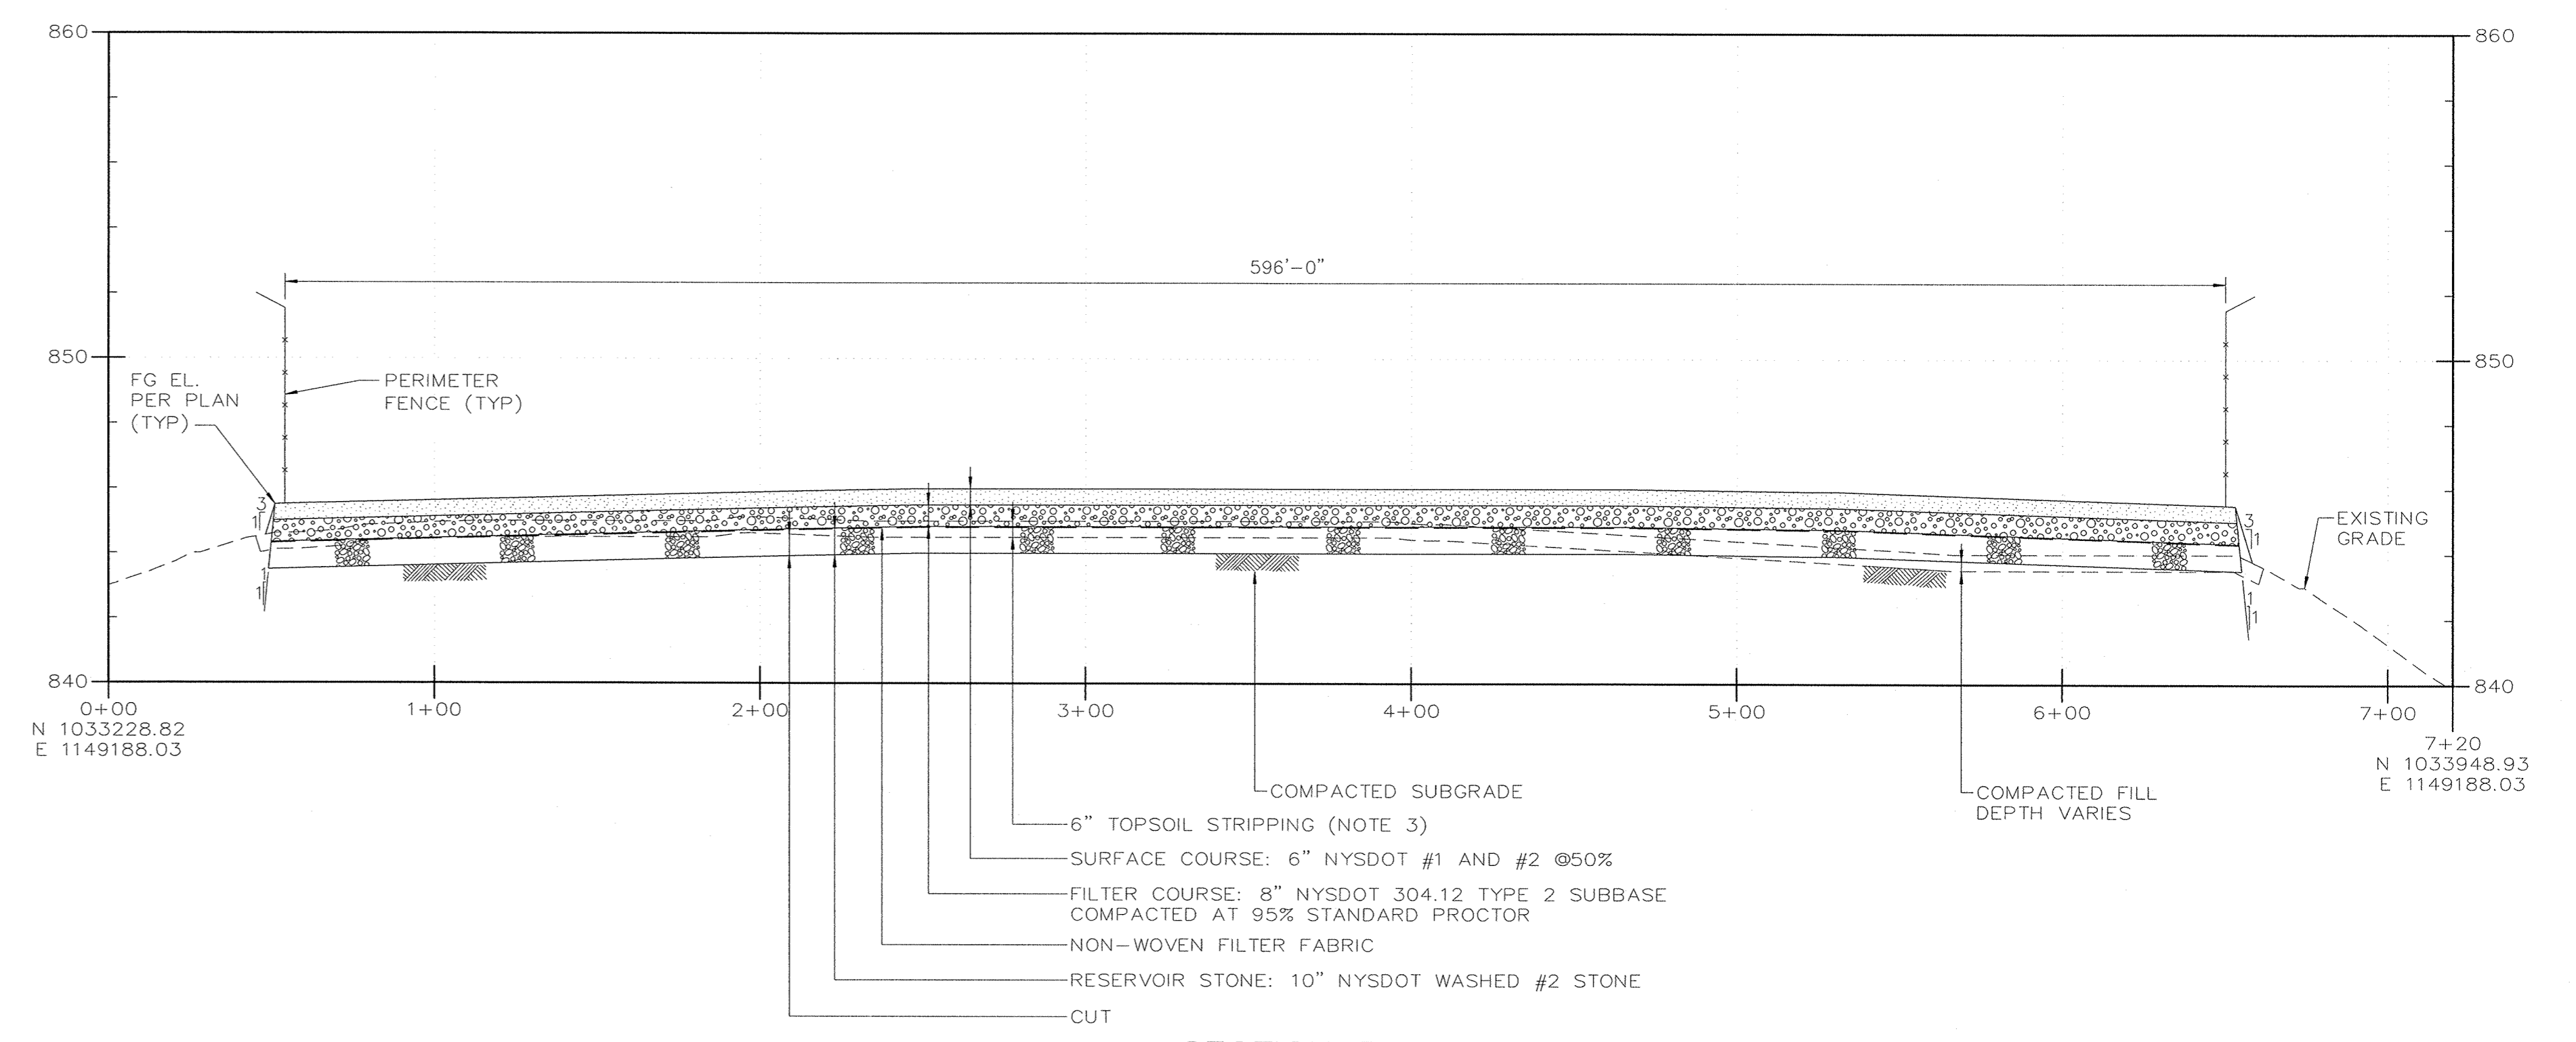 860
860
596'-0"
850
850
FG EL.
PER PLAN
(TYP)
PERIMETER
FENCE (TYP)
3
1
1
1
3
1
1
1
EXISTING
GRADE
840
840
0+00
1+00
2+00
3+00
4+00
5+00
6+00
7+00
N 1033228.82
E 1149188.03
7+20
N 1033948.93
E 1149188.03
COMPACTED SUBGRADE
COMPACTED FILL
DEPTH VARIES
6" TOPSOIL STRIPPING (NOTE 3)
SURFACE COURSE: 6" NYSDOT #1 AND #2 @50%
FILTER COURSE: 8" NYSDOT 304.12 TYPE 2 SUBBASE
COMPACTED AT 95% STANDARD PROCTOR
NON-WOVEN FILTER FABRIC
RESERVOIR STONE: 10" NYSDOT WASHED #2 STONE
CUT